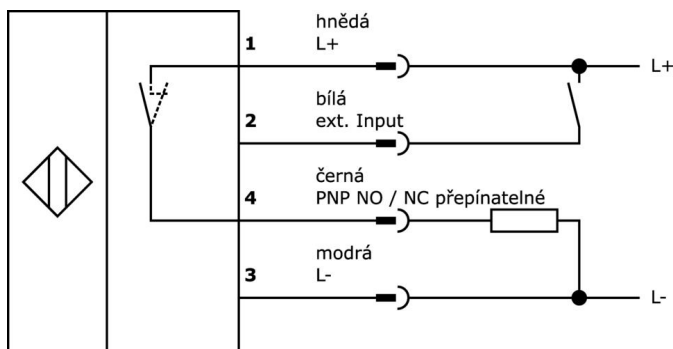 hnědá
1 L+ L+
bílá
2 ext. Input
černá
4 PNP NO / NC přepínatelné
modrá
3 L- L-